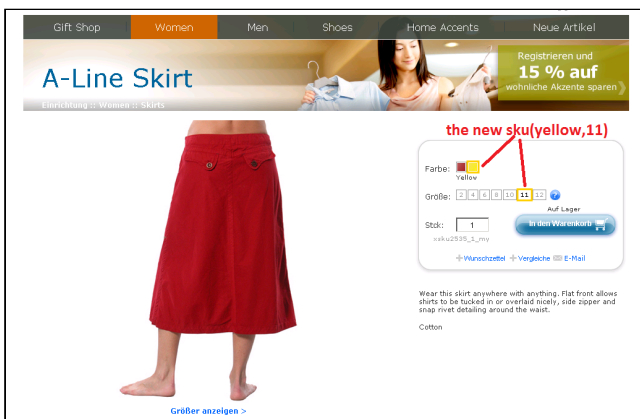 Gift Shop Women Men Shoes Home Accents Neue Artikel
A-Line Skirt
Einrichtung :: Women :: Skirts
Registrieren und
15 % auf
wohnliche Akzente sparen
the new sku(yellow,11)
Farbe:
Yellow
Größe: 2 4 6 8 10 11 12 ?
Auf Lager
Stck: 1 In den Warenkorb
xsku2535_1_my
Wunschzettel Vergleiche E-Mail
Wear this skirt anywhere with anything. Flat front allows
shirts to be tucked in or overlaid nicely, side zipper and
snap rivet detailing around the waist.
Cotton
Größer anzeigen >